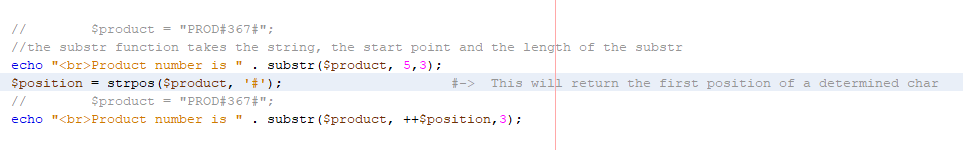 //        $product = "PROD#367#";
//the substr function takes the string, the start point and the length of the substr
echo "<br>Product number is " . substr($product, 5,3);
$position = strpos($product, '#');                     #-> This will return the first position of a determined char
//        $product = "PROD#367#";
echo "<br>Product number is " . substr($product, ++$position,3);